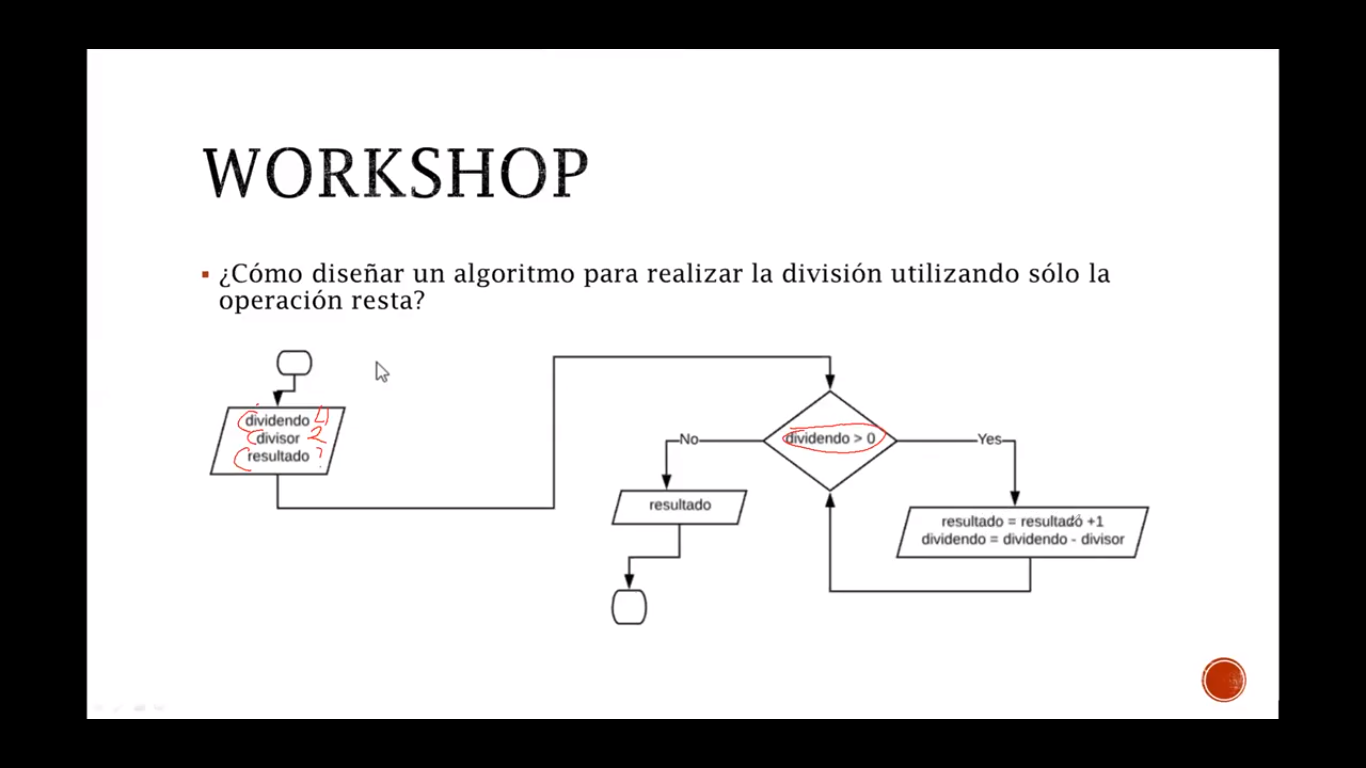 WORKSHOP
¿Cómo diseñar un algoritmo para realizar la división utilizando sólo la
operación resta?
dividendo 4
divisor 2
resultado ?
dividendo > 0
No
Yes
resultado
resultado = resultado +1
dividendo = dividendo - divisor